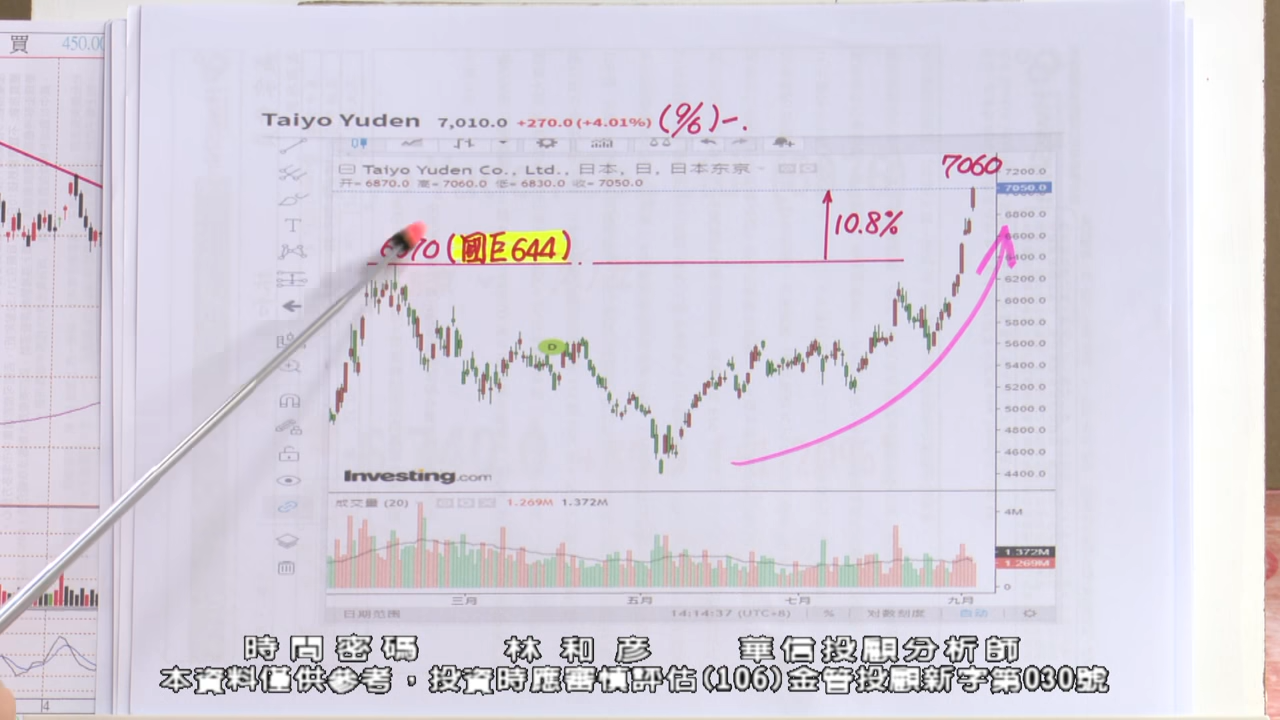 買 450.00
Taiyo Yuden 7,010.0 +270.0(+4.01%) (9/6)-.
Taiyo Yuden Co., Ltd., 日本, 日, 日本东京
开= 6870.0 高= 7060.0 低= 6830.0 收= 7050.0
7060
7200.0
7050.0
6800.0
6600.0
6400.0
6200.0
6000.0
5800.0
5600.0
5400.0
5200.0
5000.0
4800.0
4600.0
4400.0
10.8%
(國巨644)
D
T
Investing.com
成交量 (20) 1.269M 1.372M
4M
1.372M
1.269M
0
三月 五月 七月 九月
日期范围 14:14:37 (UTC+8) % 对数刻度 自动
4
時間密碼 林和彥 華信投顧分析師
本資料僅供參考，投資時應審慎評估(106)金管投顧新字第030號